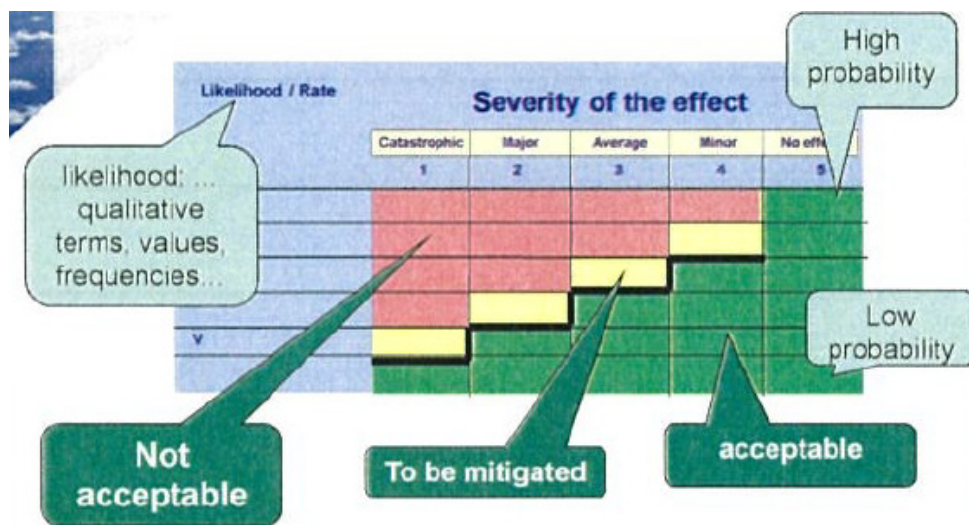 Likelihood / Rate
Severity of the effect
High
probability
Catastrophic
Major
Average
Minor
No effe
1
2
3
4
5
likelihood: ...
qualitative
terms, values,
frequencies...
V
Low
probability
Not
acceptable
To be mitigated
acceptable